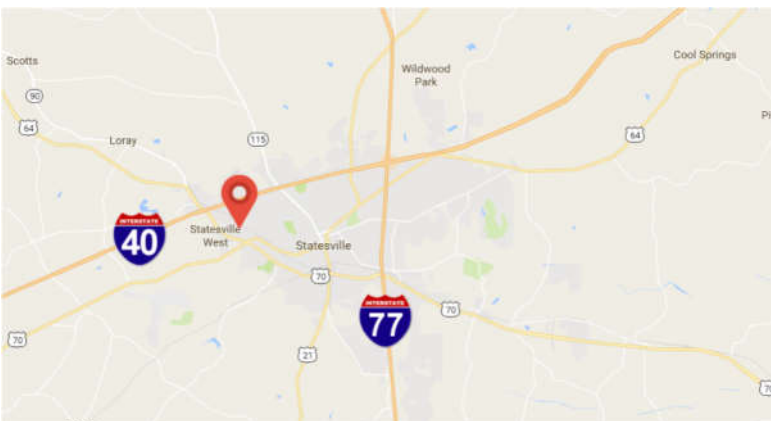 Cool Springs
Scotts
Wildwood
Park
90
64
Pi
64
115
Loray
INTERSTATE
40
Statesville
West
Statesville
70
INTERSTATE
77
70
70
21
70